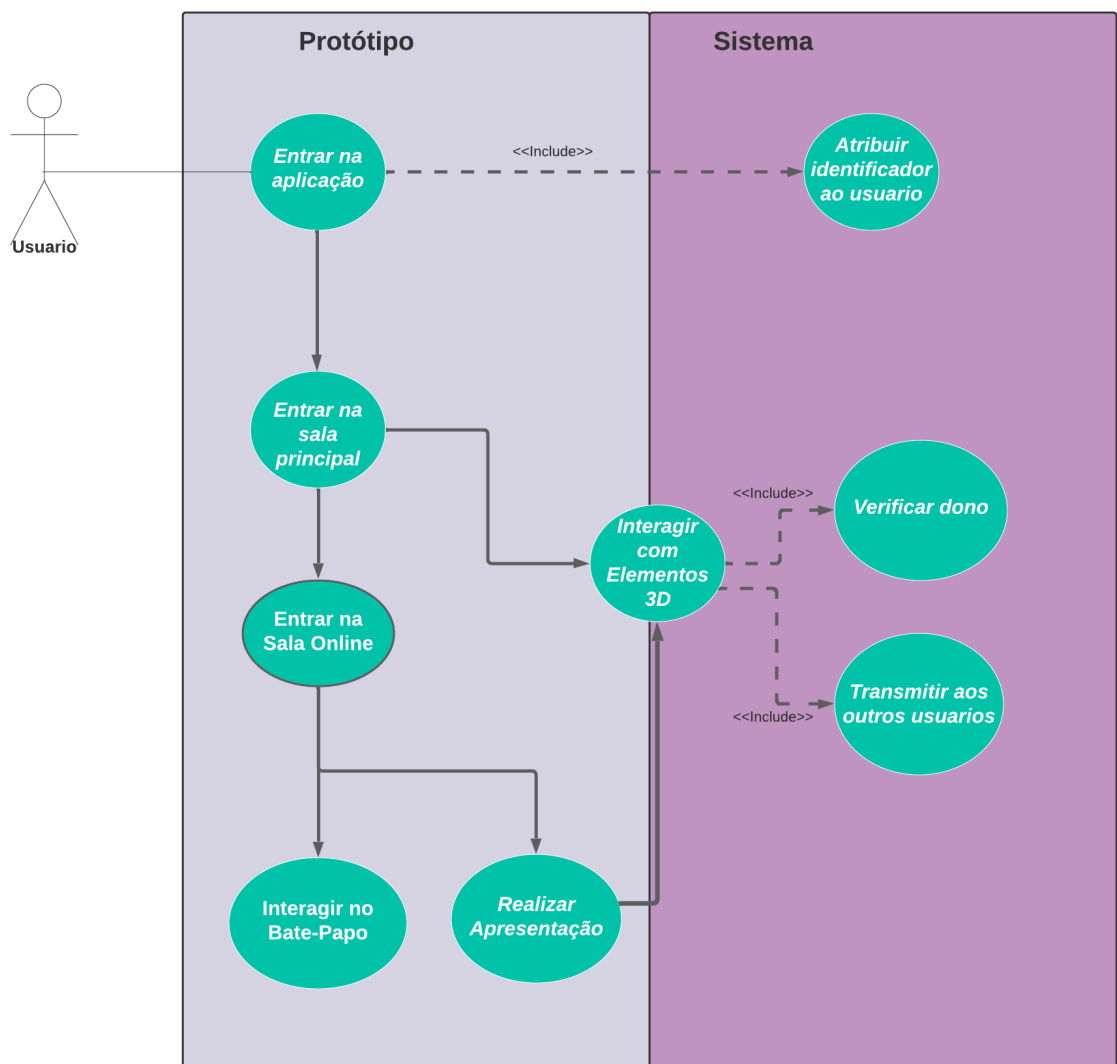 Protótipo
Sistema
Usuario
Entrar na
aplicação
<<Include>>
Atribuir
identificador
ao usuario
Entrar na
sala
principal
Interagir
com
Elementos
3D
<<Include>>
Verificar dono
Entrar na
Sala Online
Transmitir aos
outros usuarios
<<Include>>
Interagir no
Bate-Papo
Realizar
Apresentação